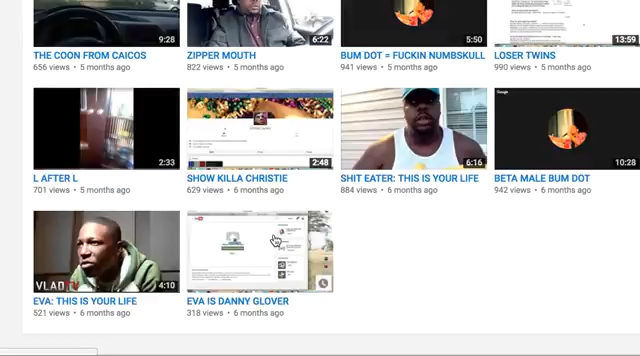 9:28
6:22
5:50
13:59
THE COON FROM CAICOS
ZIPPER MOUTH
BUM DOT = FUCKIN NUMBSKULL
LOSER TWINS
656 views • 5 months ago
822 views • 5 months ago
941 views • 5 months ago
990 views • 5 months ago
Google
2:33
2:48
6:16
10:28
L AFTER L
SHOW KILLA CHRISTIE
SHIT EATER: THIS IS YOUR LIFE
BETA MALE BUM DOT
701 views • 5 months ago
629 views • 6 months ago
884 views • 6 months ago
942 views • 6 months ago
VLADTV
4:10
EVA: THIS IS YOUR LIFE
EVA IS DANNY GLOVER
521 views • 6 months ago
318 views • 6 months ago